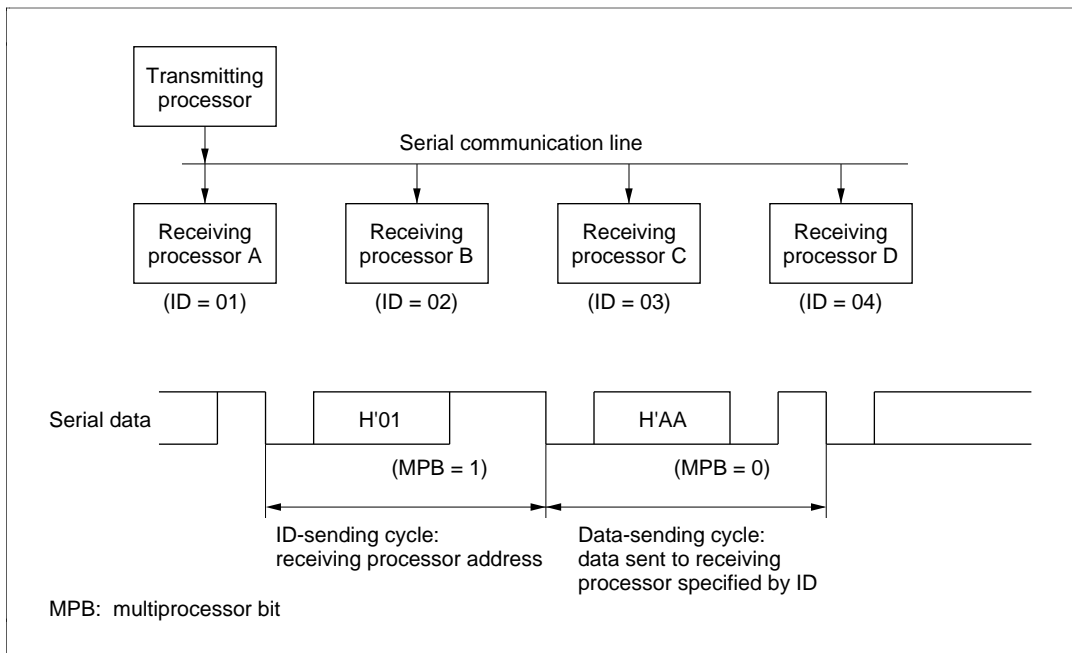 Transmitting
processor
Serial communication line
Receiving
processor A
Receiving
processor B
Receiving
processor C
Receiving
processor D
(ID = 01)
(ID = 02)
(ID = 03)
(ID = 04)
Serial data
H'01
H'AA
(MPB = 1)
(MPB = 0)
ID-sending cycle:
receiving processor address
Data-sending cycle:
data sent to receiving
processor specified by ID
MPB: multiprocessor bit